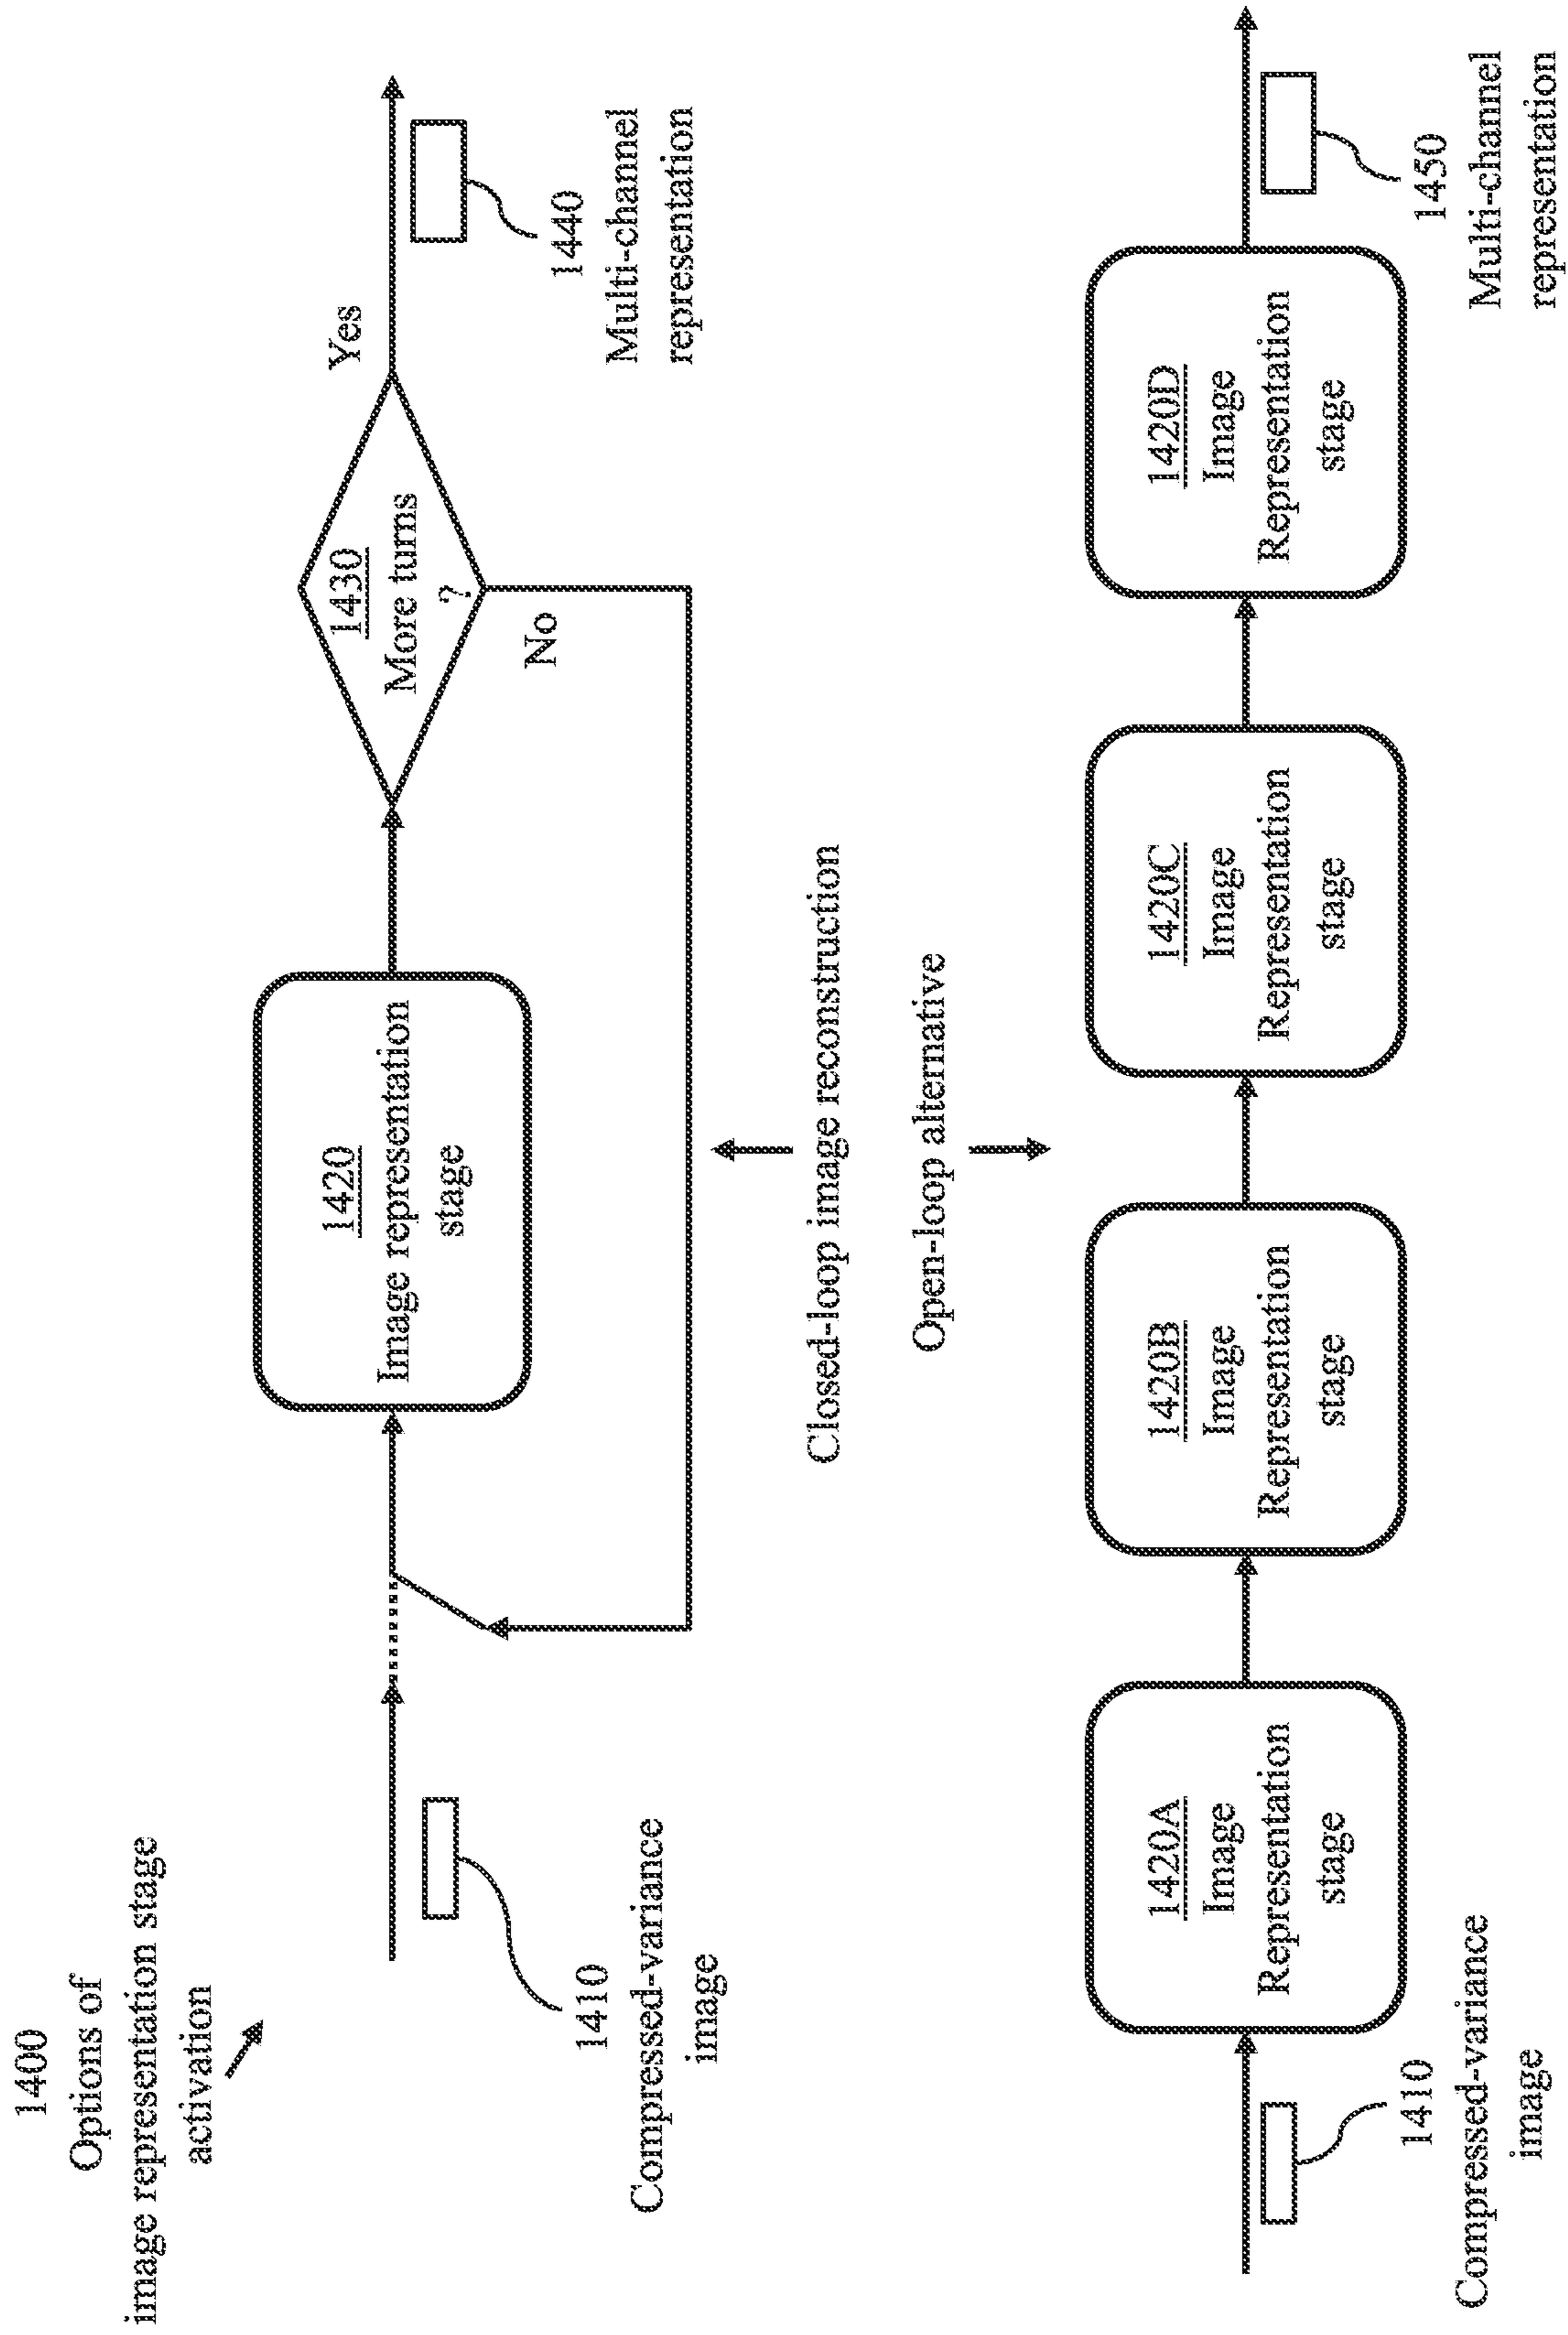 1400
Options of
image representation stage
activation
1410
Compressed-variance
image
1420
Image representation
stage
1430
More turns
?
Yes
No
1440
Multi-channel
representation
Closed-loop image reconstruction
Open-loop alternative
1410
Compressed-variance
image
1420A
Image
Representation
stage
1420B
Image
Representation
stage
1420C
Image
Representation
stage
1420D
Image
Representation
stage
1450
Multi-channel
representation